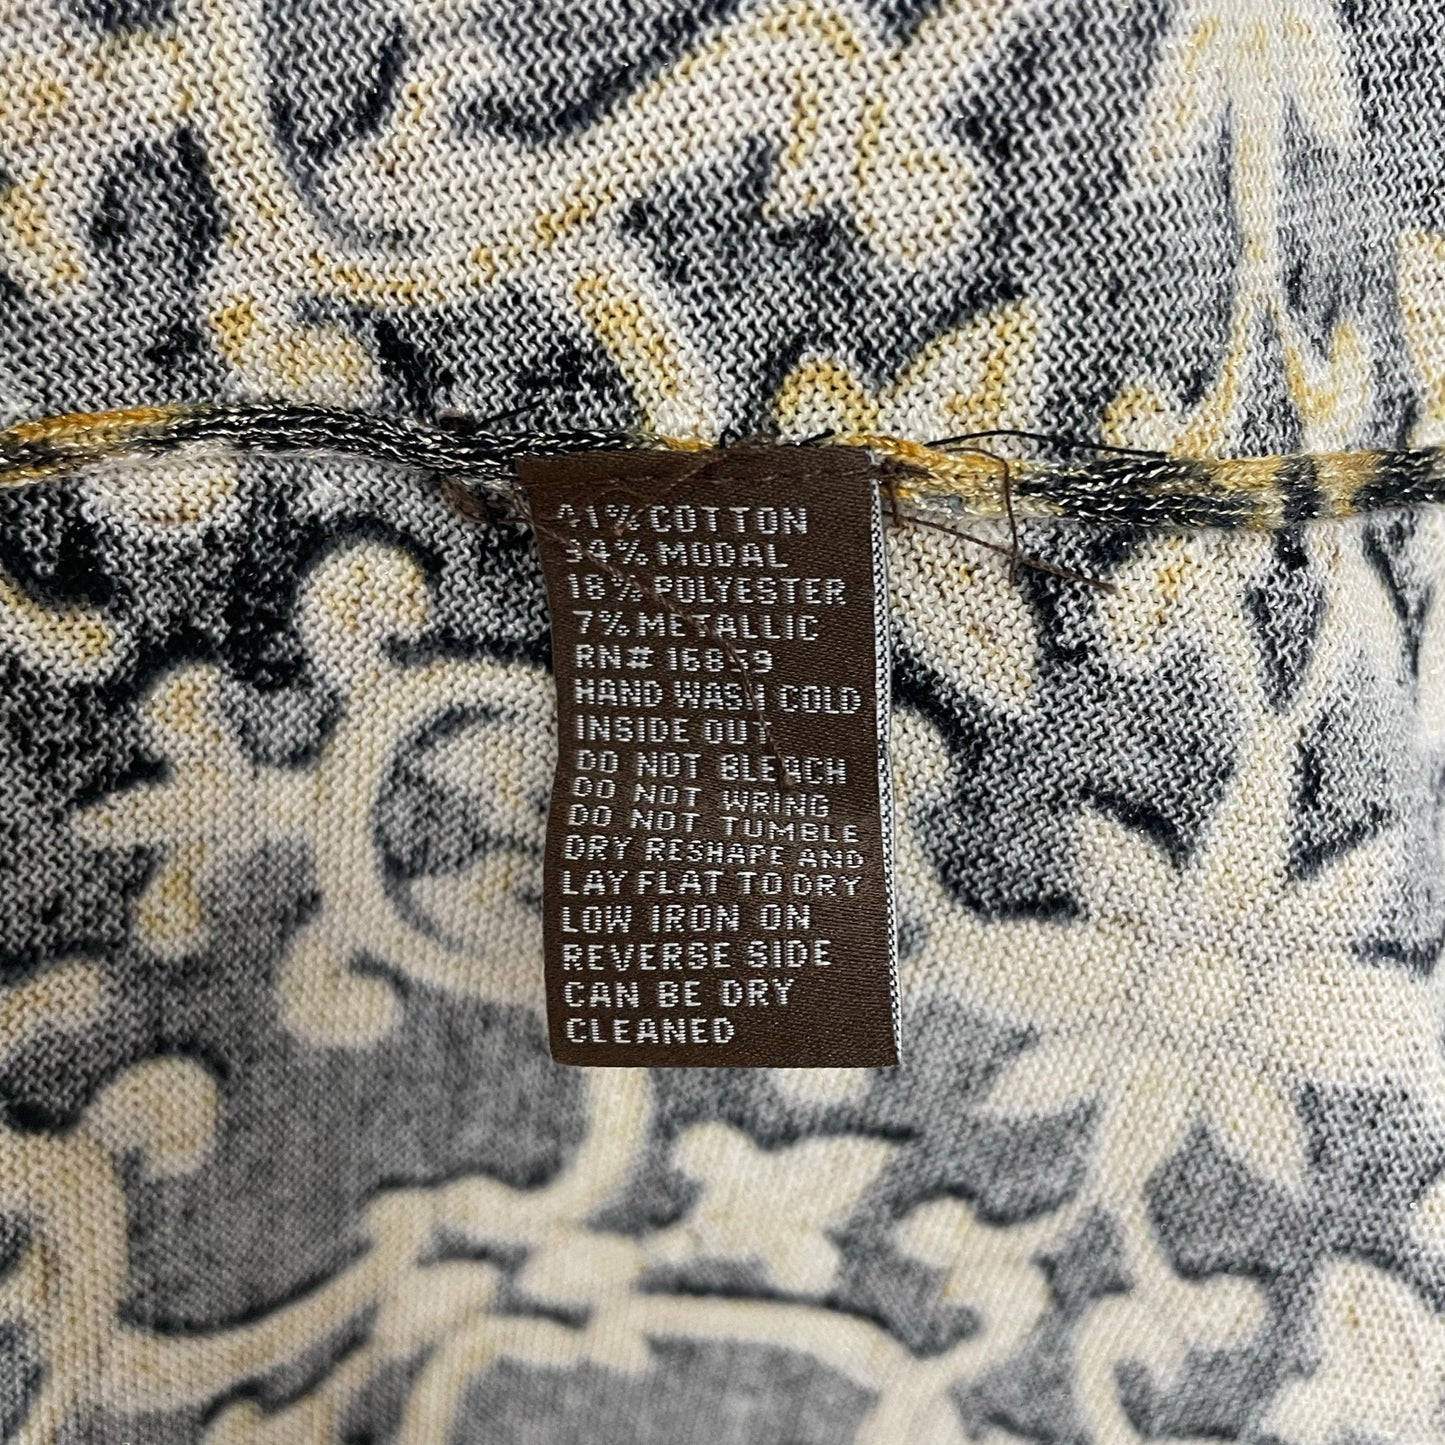 41% COTTON
34% MODAL
18% POLYESTER
7% METALLIC
RN# 16859
HAND WASH COLD
INSIDE OUT
DO NOT BLEACH
DO NOT WRING
DO NOT TUMBLE
DRY RESHAPE AND
LAY FLAT TO DRY
LOW IRON ON
REVERSE SIDE
CAN BE DRY
CLEANED